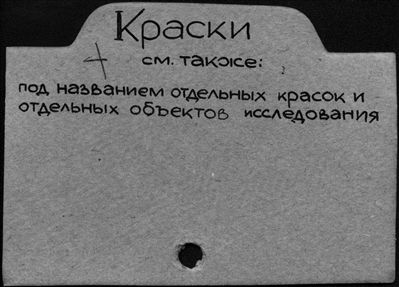 Краски
+ см. также:
под названием отдельных красок и
отдельных объектов исследования